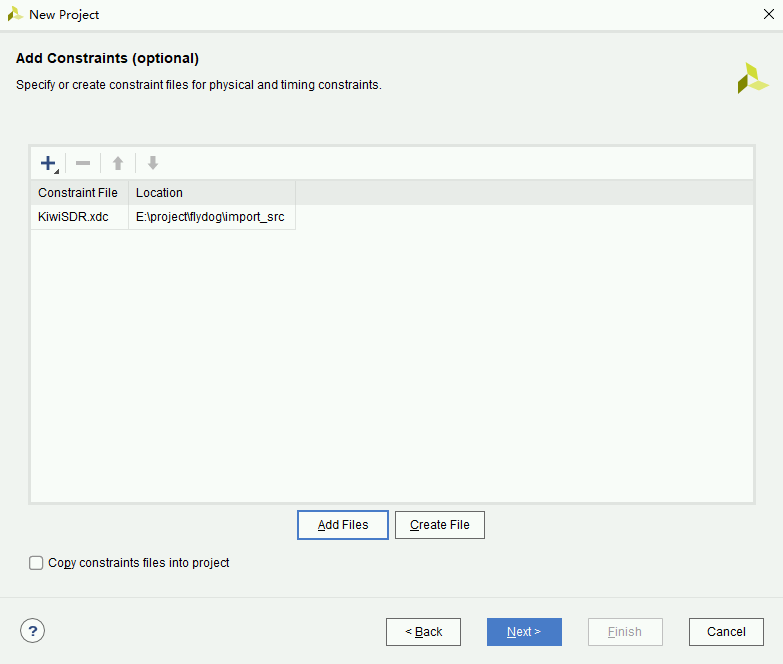 New Project
Add Constraints (optional)
Specify or create constraint files for physical and timing constraints.
Constraint File Location
KiwiSDR.xdc E:\project\flydog\import_src
Add Files Create File
Copy constraints files into project
? < Back Next > Finish Cancel